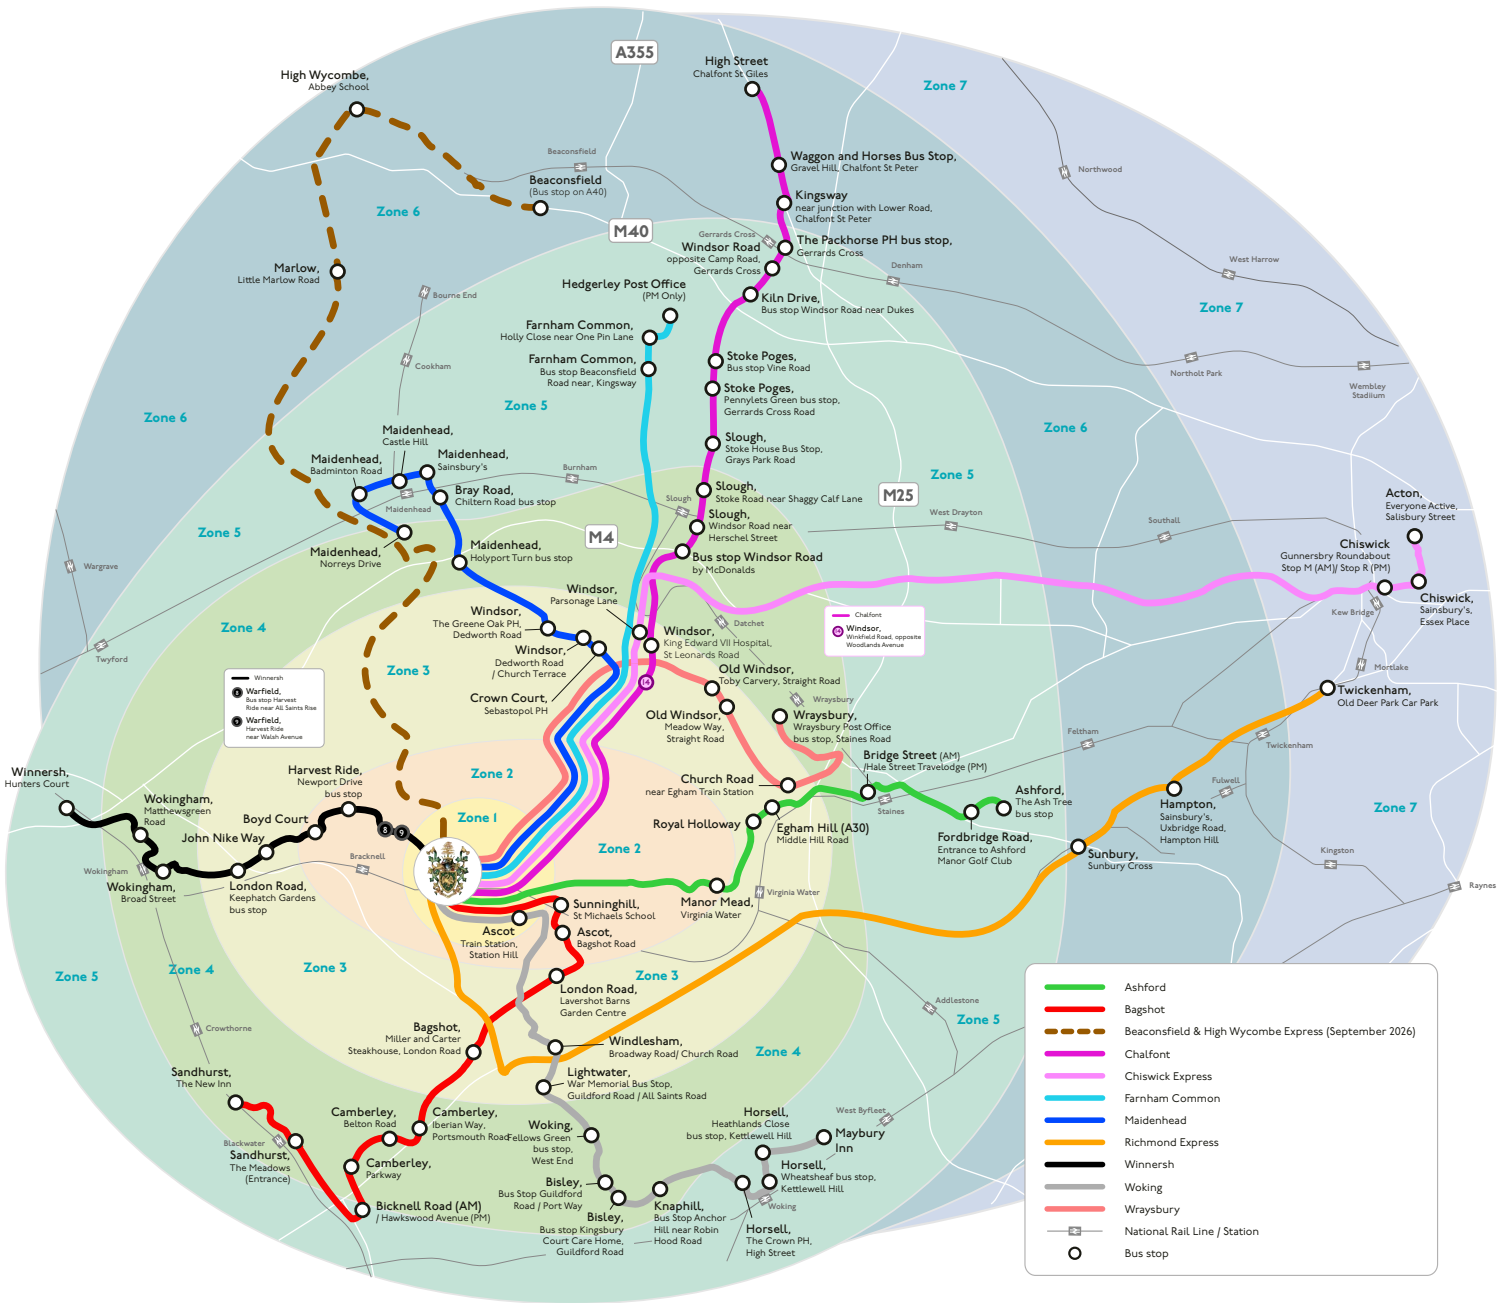 A355
High Street
Chalfont St Giles
Zone 7
High Wycombe,
Abbey School
Beaconsfield
Waggon and Horses Bus Stop,
Gravel Hill, Chalfont St Peter
Northwood
Beaconsfield
(Bus stop on A40)
Kingsway
near junction with Lower Road,
Chalfont St Peter
Zone 6
M40
Gerrards Cross
The Packhorse PH bus stop,
Gerrards Cross
Windsor Road
opposite Camp Road,
Gerrards Cross
Denham
West Harrow
Marlow,
Little Marlow Road
Hedgerley Post Office
(PM Only)
Bourne End
Kiln Drive,
Bus stop Windsor Road near Dukes
Zone 7
Farnham Common,
Holly Close near One Pin Lane
Farnham Common,
Bus stop Beaconsfield
Road near, Kingsway
Cookham
Stoke Poges,
Bus stop Vine Road
Northolt Park
Wembley
Stadiium
Stoke Poges,
Pennylets Green bus stop,
Gerrards Cross Road
Zone 5
Zone 6
Zone 6
Maidenhead,
Castle Hill
Slough,
Stoke House Bus Stop,
Grays Park Road
Maidenhead,
Badminton Road
Maidenhead,
Sainsbury's
Burnham
Zone 5
Bray Road,
Chiltern Road bus stop
Maidenhead
Slough
Slough,
Stoke Road near Shaggy Calf Lane
M25
Acton,
Everyone Active,
Salisbury Street
West Drayton
Southall
Slough,
Windsor Road near
Herschel Street
Zone 5
M4
Maidenhead,
Norreys Drive
Maidenhead,
Holyport Turn bus stop
Bus stop Windsor Road
by McDonalds
Chiswick
Gunnersbry Roundabout
Stop M (AM)/ Stop R (PM)
Wargrave
Windsor,
Parsonage Lane
Chiswick,
Sainsbury's,
Essex Place
Kew Bridge
Windsor,
The Greene Oak PH,
Dedworth Road
Datchet
Chalfont
14
Windsor,
Winkfield Road, opposite
Woodlands Avenue
Zone 4
Windsor,
King Edward VII Hospital,
St Leonards Road
Twyford
Windsor,
Dedworth Road
/ Church Terrace
Zone 3
Mortlake
Old Windsor,
Toby Carvery, Straight Road
14
Winnersh
8
Warfield,
Bus stop Harvest
Ride near All Saints Rise
9
Warfield,
Harvest Ride
near Walsh Avenue
Crown Court,
Sebastopol PH
Wraysbury
Twickenham,
Old Deer Park Car Park
Old Windsor,
Meadow Way,
Straight Road
Wraysbury,
Wraysbury Post Office
bus stop, Staines Road
Feltham
Twickenham
Bridge Street (AM)
/Hale Street Travelodge (PM)
Winnersh,
Hunters Court
Harvest Ride,
Newport Drive
bus stop
Zone 2
Church Road
near Egham Train Station
Fulwell
Wokingham,
Matthewsgreen
Road
Boyd Court
Zone 1
Staines
Ashford,
The Ash Tree
bus stop
Hampton,
Sainsbury's,
Uxbridge Road,
Hampton Hill
Zone 7
John Nike Way
8
9
Royal Holloway
Egham Hill (A30)
Middle Hill Road
Fordbridge Road,
Entrance to Ashford
Manor Golf Club
Zone 2
Bracknell
Wokingham
Sunbury,
Sunbury Cross
Kingston
Wokingham,
Broad Street
London Road,
Keephatch Gardens
bus stop
Virginia Water
Raynes
Manor Mead,
Virginia Water
Sunninghill,
St Michaels School
Ascot
Train Station,
Station Hill
Ascot,
Bagshot Road
Zone 5
Zone 4
Zone 3
Zone 3
London Road,
Lavershot Barns
Garden Centre
Addlestone
Zone 5
Crowthorne
Bagshot,
Miller and Carter
Steakhouse, London Road
Windlesham,
Broadway Road/ Church Road
Zone 4
Sandhurst,
The New Inn
Lightwater,
War Memorial Bus Stop,
Guildford Road / All Saints Road
Camberley,
Belton Road
Camberley,
Iberian Way,
Portsmouth Road
Woking,
Fellows Green
bus stop,
West End
Horsell,
Heathlands Close
bus stop, Kettlewell Hill
West Byfleet
Maybury
Inn
Blackwater
Sandhurst,
The Meadows
(Entrance)
Camberley,
Parkway
Bisley,
Bus Stop Guildford
Road / Port Way
Horsell,
Wheatsheaf bus stop,
Kettlewell Hill
Bicknell Road (AM)
/ Hawkswood Avenue (PM)
Bisley,
Bus stop Kingsbury
Court Care Home,
Guildford Road
Knaphill,
Bus Stop Anchor
Hill near Robin
Hood Road
Woking
Horsell,
The Crown PH,
High Street
Ashford
Bagshot
Beaconsfield & High Wycombe Express (September 2026)
Chalfont
Chiswick Express
Farnham Common
Maidenhead
Richmond Express
Winnersh
Woking
Wraysbury
National Rail Line / Station
Bus stop